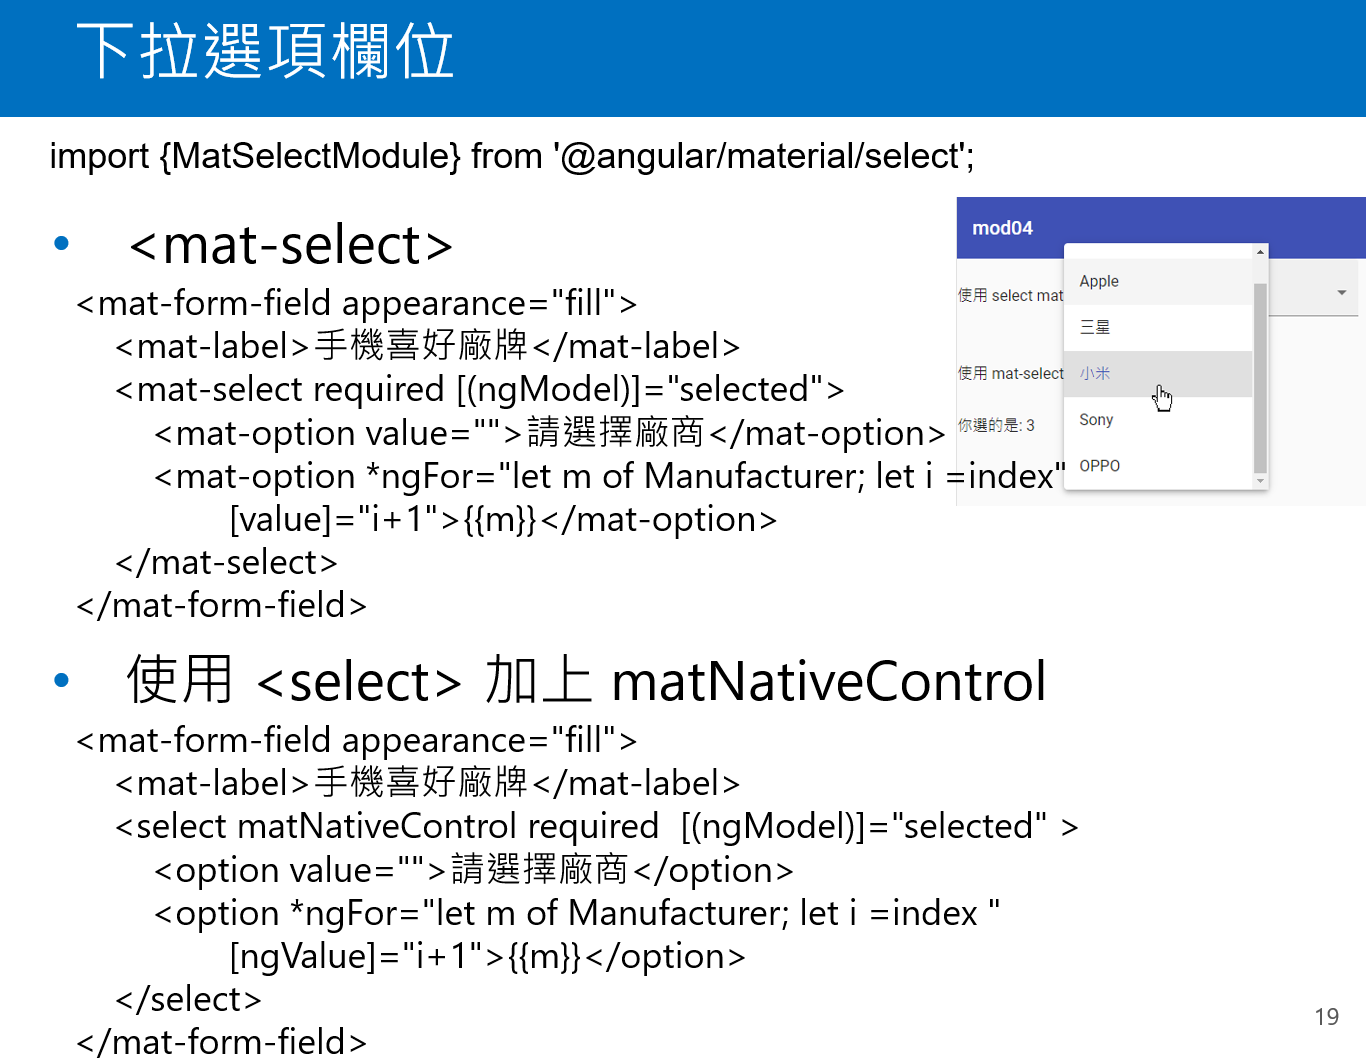 下拉選項欄位
import {MatSelectModule} from '@angular/material/select';
• <mat-select>
<mat-form-field appearance="fill">
<mat-label>手機喜好廠牌</mat-label>
<mat-select required [(ngModel)]="selected">
<mat-option value="">請選擇廠商</mat-option>
<mat-option *ngFor="let m of Manufacturer; let i =index"
[value]="i+1">{{m}}</mat-option>
</mat-select>
</mat-form-field>
mod04
使用 select mat
使用 mat-select
你選的是: 3
Apple
三星
小米
Sony
OPPO
• 使用 <select> 加上 matNativeControl
<mat-form-field appearance="fill">
<mat-label>手機喜好廠牌</mat-label>
<select matNativeControl required  [(ngModel)]="selected" >
<option value="">請選擇廠商</option>
<option *ngFor="let m of Manufacturer; let i =index "
[ngValue]="i+1">{{m}}</option>
</select>
</mat-form-field>
19